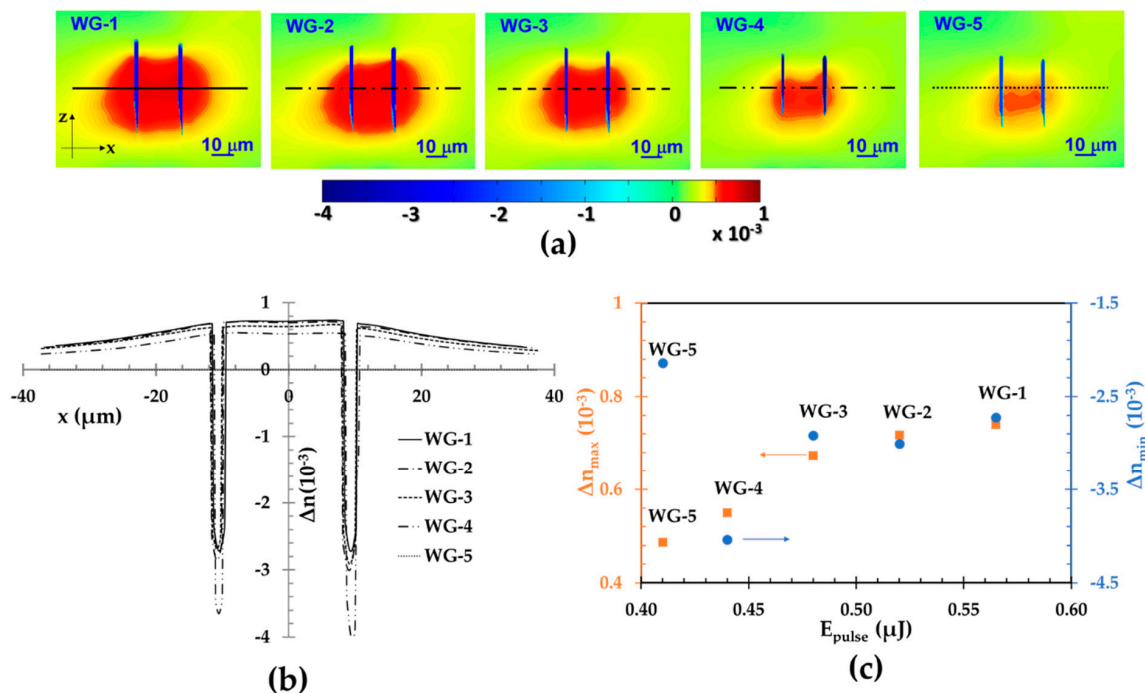 WG-1 WG-2 WG-3 WG-4 WG-5
z
x
10 μm 10 μm 10 μm 10 μm 10 μm
-4 -3 -2 -1 0 1
x 10⁻³
(a)
1
0
-40 -20 0 20 40
x (μm)
-1
-2
-3
-4
Δn(10⁻³)
WG-1
WG-2
WG-3
WG-4
WG-5
(b)
1 -1.5
WG-5
WG-3 WG-2 WG-1
0.8 -2.5
WG-4
0.6 -3.5
WG-5
0.4 -4.5
Δn_max (10⁻³)
Δn_min (10⁻³)
0.40 0.45 0.50 0.55 0.60
E_pulse (μJ)
(c)